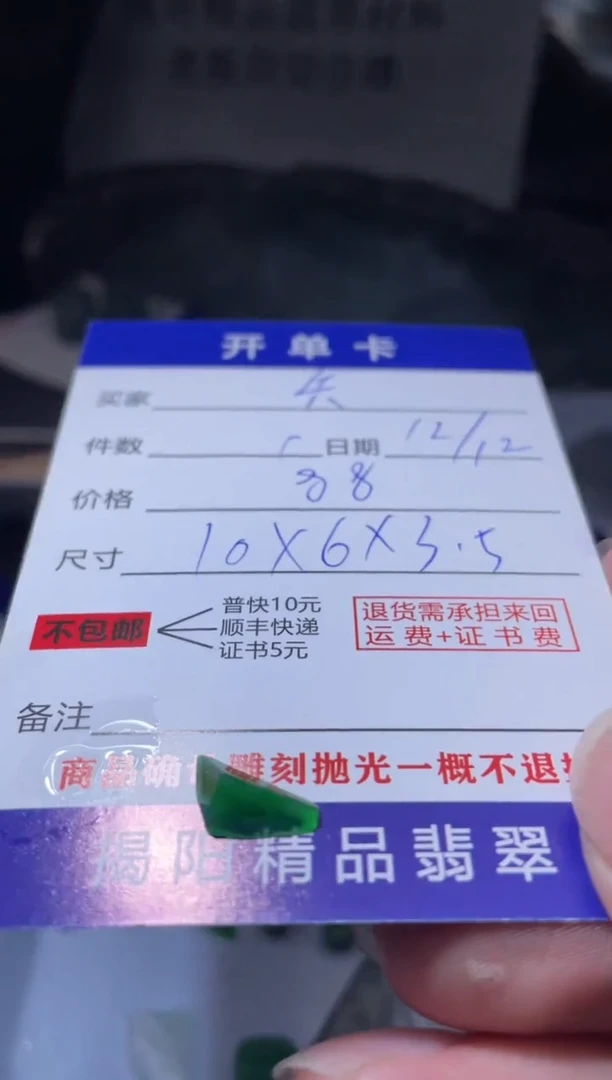 开单卡
买家 兵
件数 1 日期 12/12
价格 38
尺寸 10X6X3.5
不包邮
普快10元
顺丰快递
证书5元
退货需承担来回
运费+证书费
备注
商品确 雕刻抛光一概不退
揭阳精品翡翠